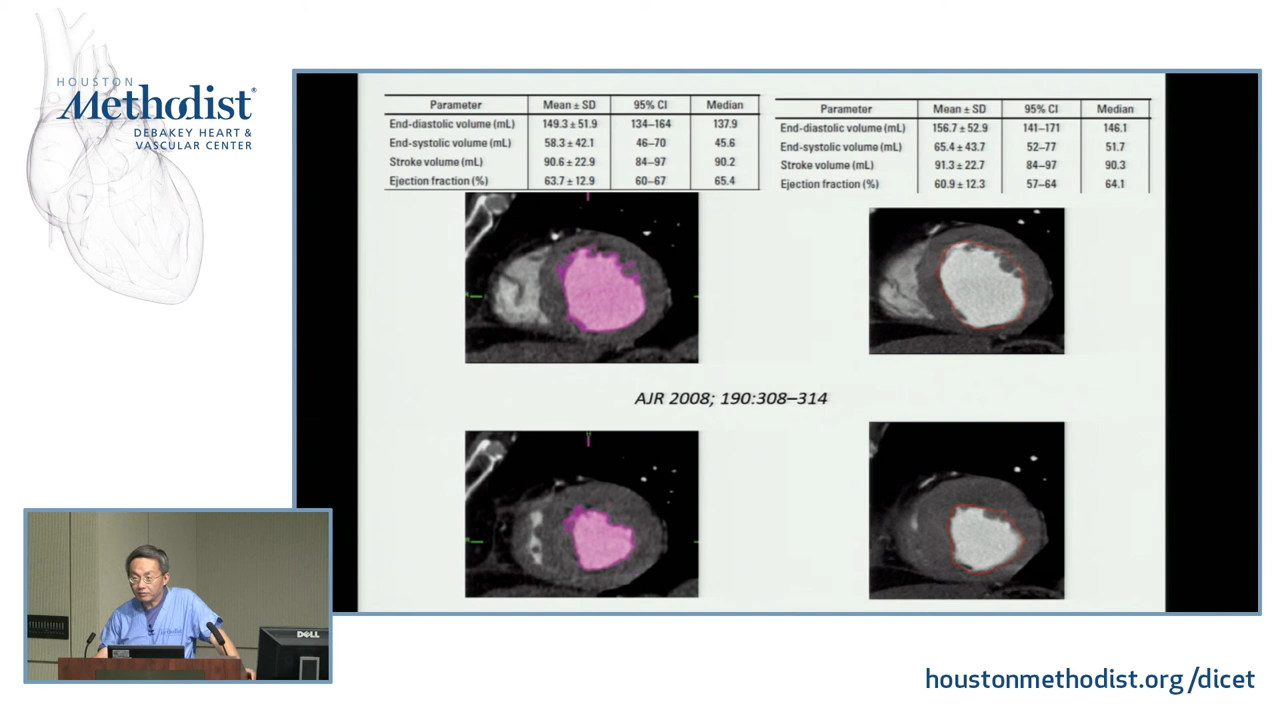 HOUSTON
Methodist®
DEBAKEY HEART &
VASCULAR CENTER
Parameter Mean ± SD 95% CI Median
End-diastolic volume (mL) 149.3 ± 51.9 134–164 137.9
End-systolic volume (mL) 58.3 ± 42.1 46–70 45.6
Stroke volume (mL) 90.6 ± 22.9 84–97 90.2
Ejection fraction (%) 63.7 ± 12.9 60–67 65.4
Parameter Mean ± SD 95% CI Median
End-diastolic volume (mL) 156.7 ± 52.9 141–171 146.1
End-systolic volume (mL) 65.4 ± 43.7 52–77 51.7
Stroke volume (mL) 91.3 ± 22.7 84–97 90.3
Ejection fraction (%) 60.9 ± 12.3 57–64 64.1
AJR 2008; 190:308–314
DELL
houstonmethodist.org/dicet